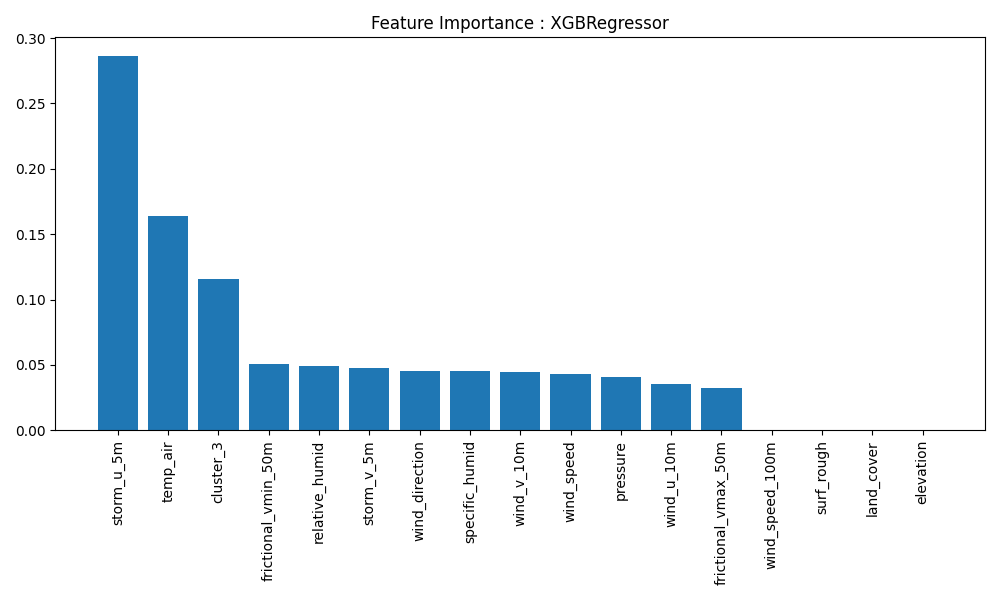 Feature Importance : XGBRegressor
0.30
0.25
0.20
0.15
0.10
0.05
0.00
storm_u_5m
temp_air
cluster_3
frictional_vmin_50m
relative_humid
storm_v_5m
wind_direction
specific_humid
wind_v_10m
wind_speed
pressure
wind_u_10m
frictional_vmax_50m
wind_speed_100m
surf_rough
land_cover
elevation